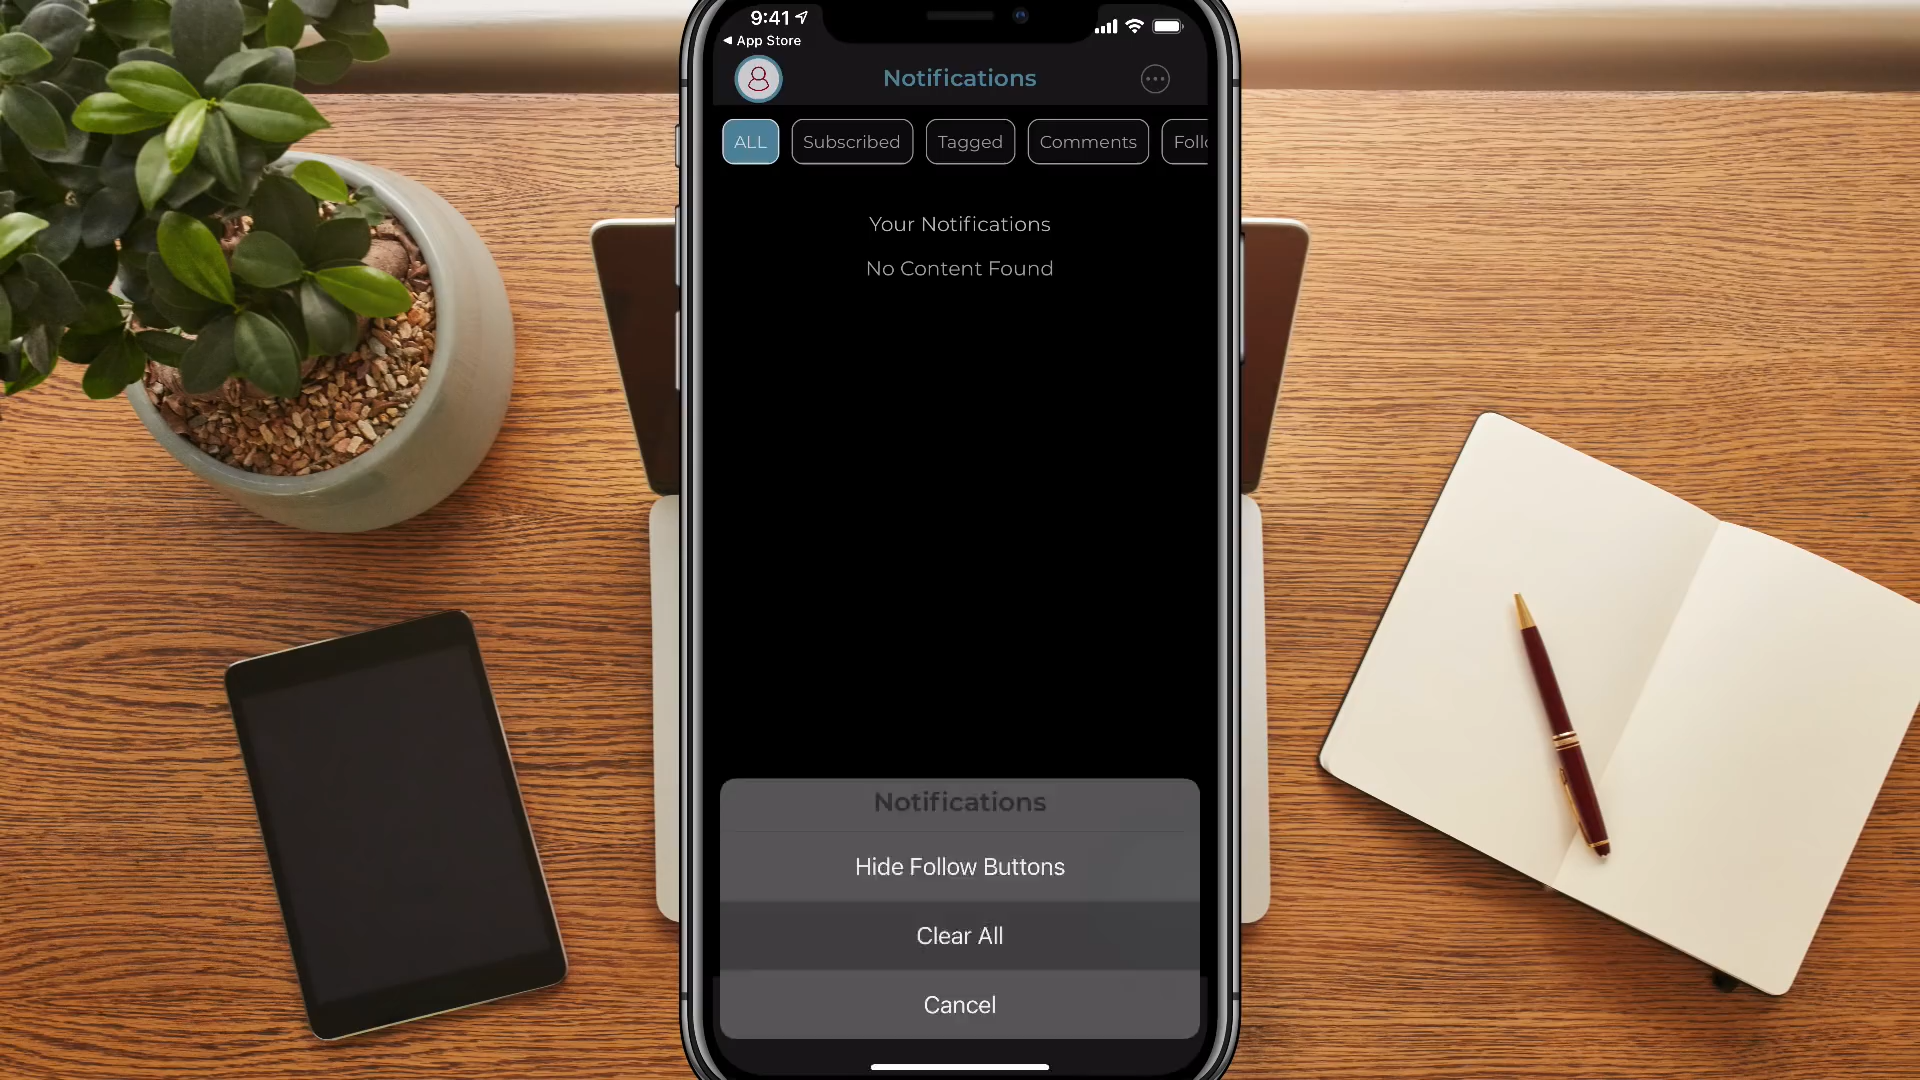 9:41
App Store
Notifications
ALL
Subscribed
Tagged
Comments
Follo
Your Notifications
No Content Found
Notifications
Hide Follow Buttons
Clear All
Cancel